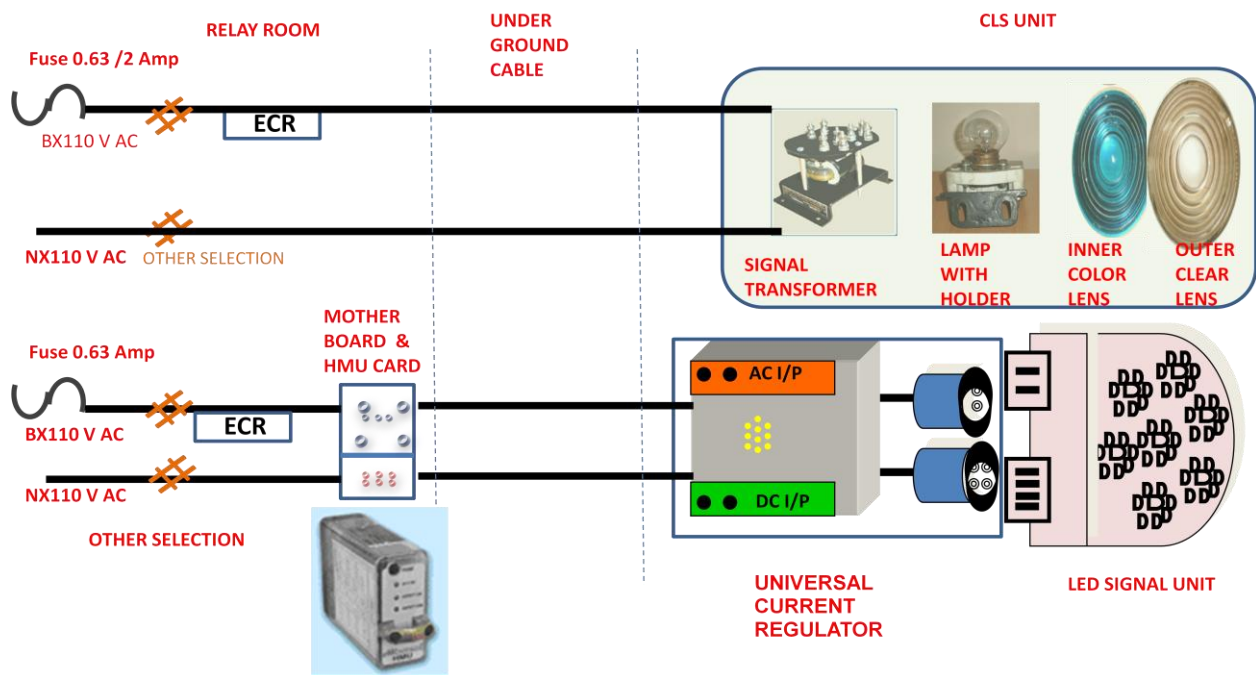 RELAY ROOM
UNDER
GROUND
CABLE
CLS UNIT
Fuse 0.63 /2 Amp
ECR
BX110 V AC
NX110 V AC
OTHER SELECTION
SIGNAL
TRANSFORMER
LAMP
WITH
HOLDER
INNER
COLOR
LENS
OUTER
CLEAR
LENS
MOTHER
BOARD &
HMU CARD
Fuse 0.63 Amp
AC I/P
ECR
BX110 V AC
NX110 V AC
DC I/P
OTHER SELECTION
UNIVERSAL
CURRENT
REGULATOR
LED SIGNAL UNIT
HMU